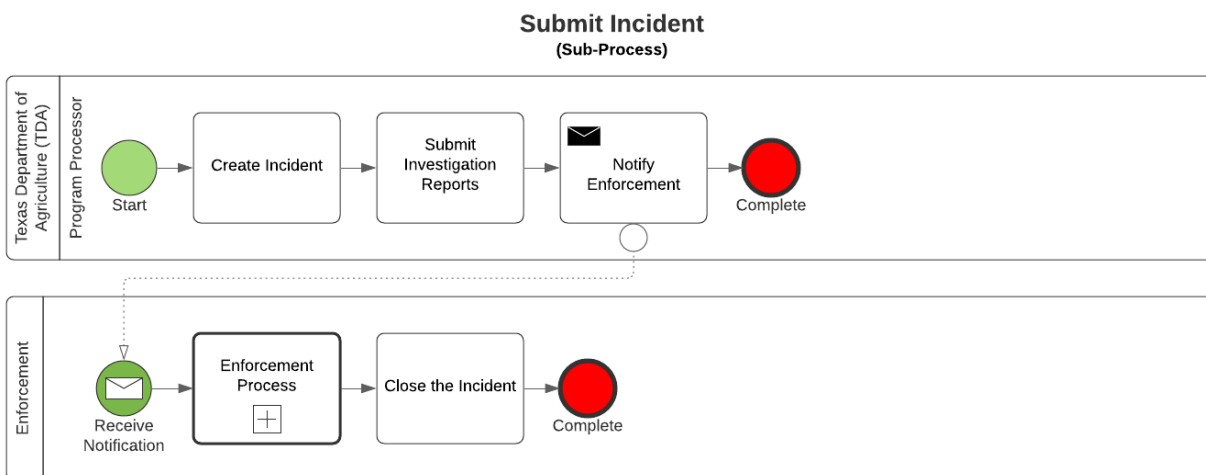 Submit Incident
(Sub-Process)
Texas Department of
Agriculture (TDA)
Program Processor
Start
Create Incident
Submit
Investigation
Reports
Notify
Enforcement
Complete
Enforcement
Receive
Notification
Enforcement
Process
Close the Incident
Complete